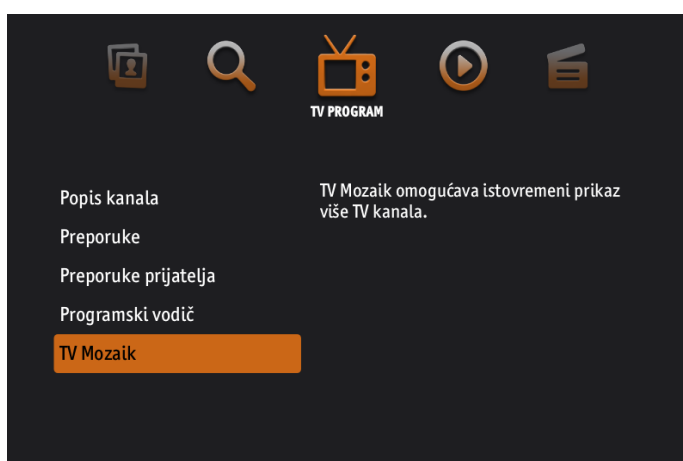 TV PROGRAM
Popis kanala
Preporuke
Preporuke prijatelja
Programski vodič
TV Mozaik
TV Mozaik omogućava istovremeni prikaz
više TV kanala.